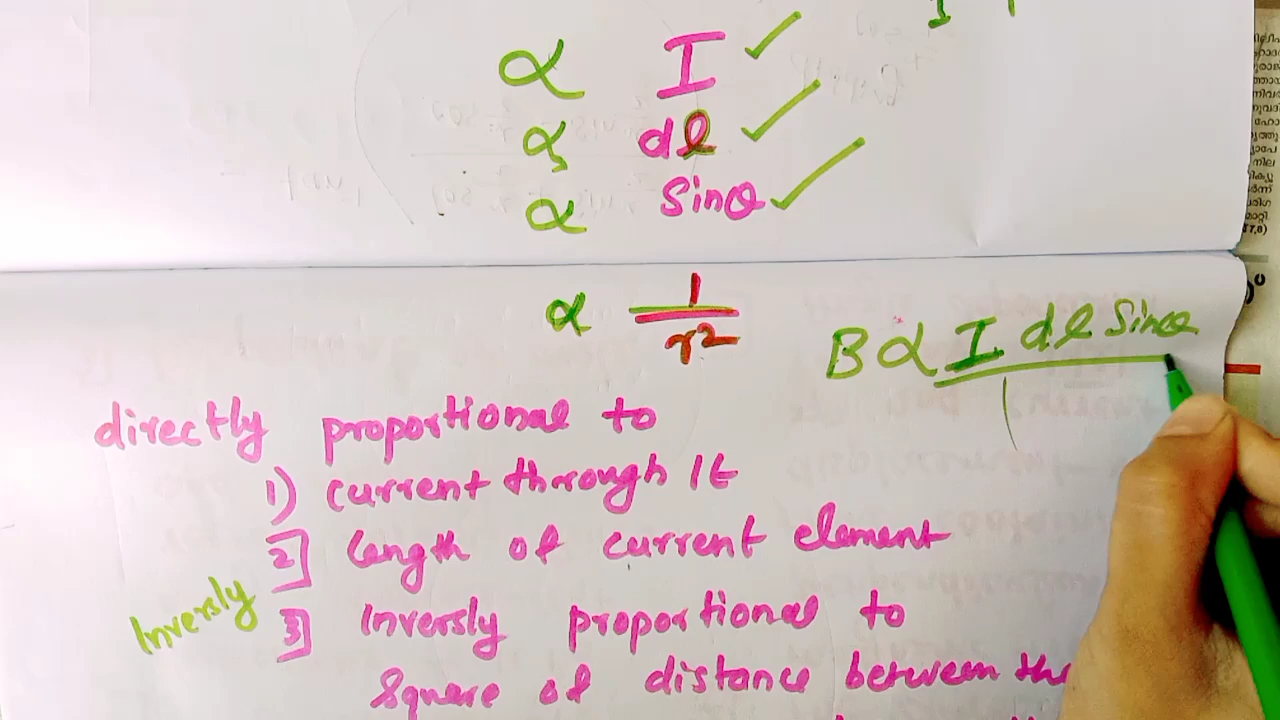 ∝ I ✓
∝ dl ✓
∝ Sinθ ✓
∝ 1/r²
B ∝ I dl Sinθ
directly proportional to
1) current through It
2] length of current element
Inversly
3] Inversly proportional to
Square of distance between the